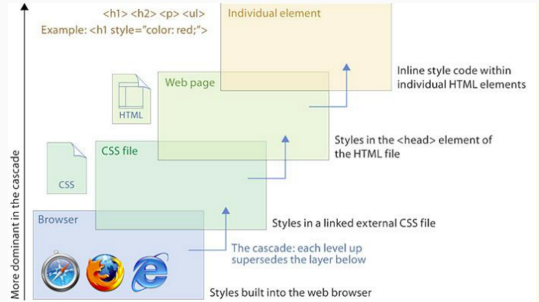 <h1> <h2> <p> <ul>
Example: <h1 style="color: red;">
Individual element
Inline style code within
individual HTML elements
Web page
HTML
Styles in the <head> element of
the HTML file
CSS file
CSS
Styles in a linked external CSS file
Browser
The cascade: each level up
supersedes the layer below
Styles built into the web browser
More dominant in the cascade